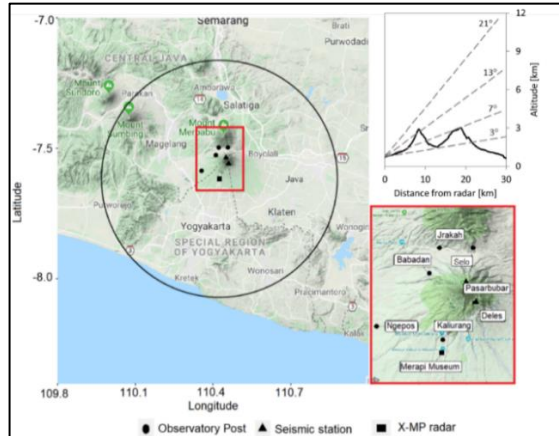 -7.0
-7.5
-8.0
Latitude
109.8
110.1
110.4
110.7
Longitude
Semarang
Purwodadi
CENTRAL JAVA
Mount
Sundoro
Parakan
Mount
Sumbing
Ambarawa
14
Salatiga
Mount
Merbabu
Magelang
Boyolali
15
Java
Klaten
Purworejo
Yogyakarta
SPECIAL REGION
OF YOGYAKARTA
Wonogiri
Wonosari
Kretek
Pracimantoro
3
12
9
6
3
0
Altitude [km]
21°
13°
7°
3°
0
10
20
30
Distance from radar [km]
Jrakah
Selo
Babadan
Pasarbubar
Deles
Ngepos
Kaliurang
Merapi Museum
Observatory Post
Seismic station
X-MP radar